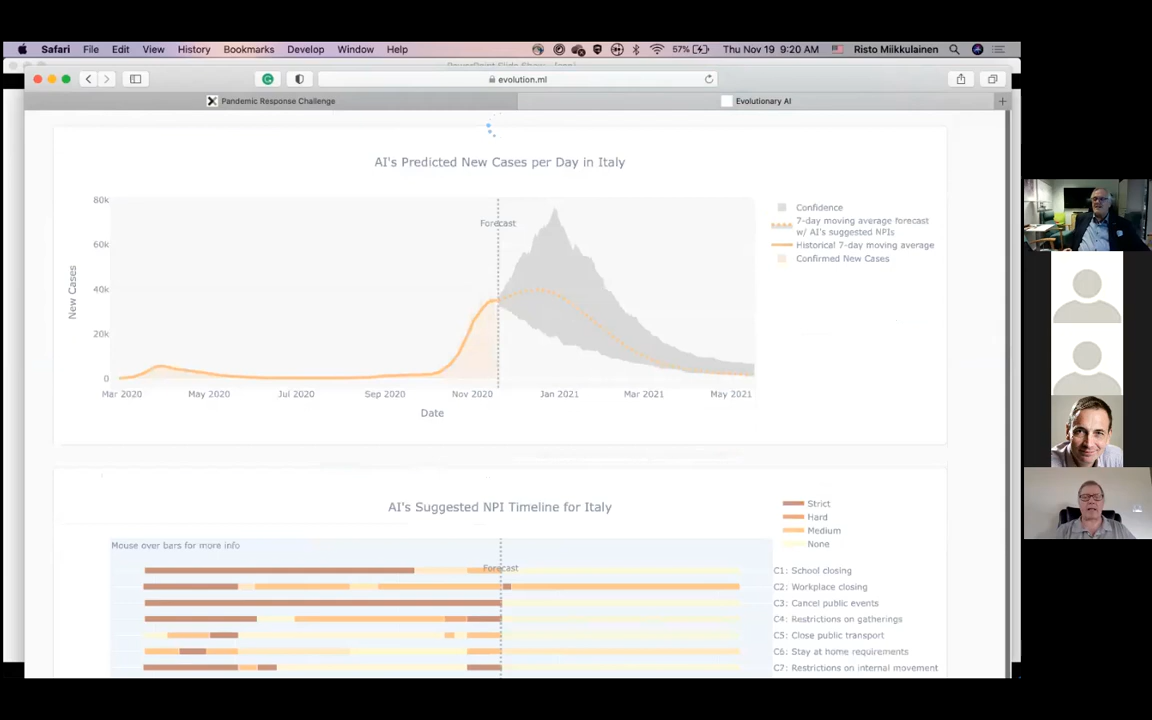 Safari File Edit View History Bookmarks Develop Window Help 57% Thu Nov 19 9:20 AM Risto Miikkulainen
evolution.ml
Pandemic Response Challenge Evolutionary AI
AI's Predicted New Cases per Day in Italy
80k
60k
40k
20k
0
New Cases
Forecast
Mar 2020 May 2020 Jul 2020 Sep 2020 Nov 2020 Jan 2021 Mar 2021 May 2021
Date
Confidence
7-day moving average forecast
w/ AI's suggested NPIs
Historical 7-day moving average
Confirmed New Cases
AI's Suggested NPI Timeline for Italy
Strict
Hard
Medium
None
Mouse over bars for more info
Forecast
C1: School closing
C2: Workplace closing
C3: Cancel public events
C4: Restrictions on gatherings
C5: Close public transport
C6: Stay at home requirements
C7: Restrictions on internal movement